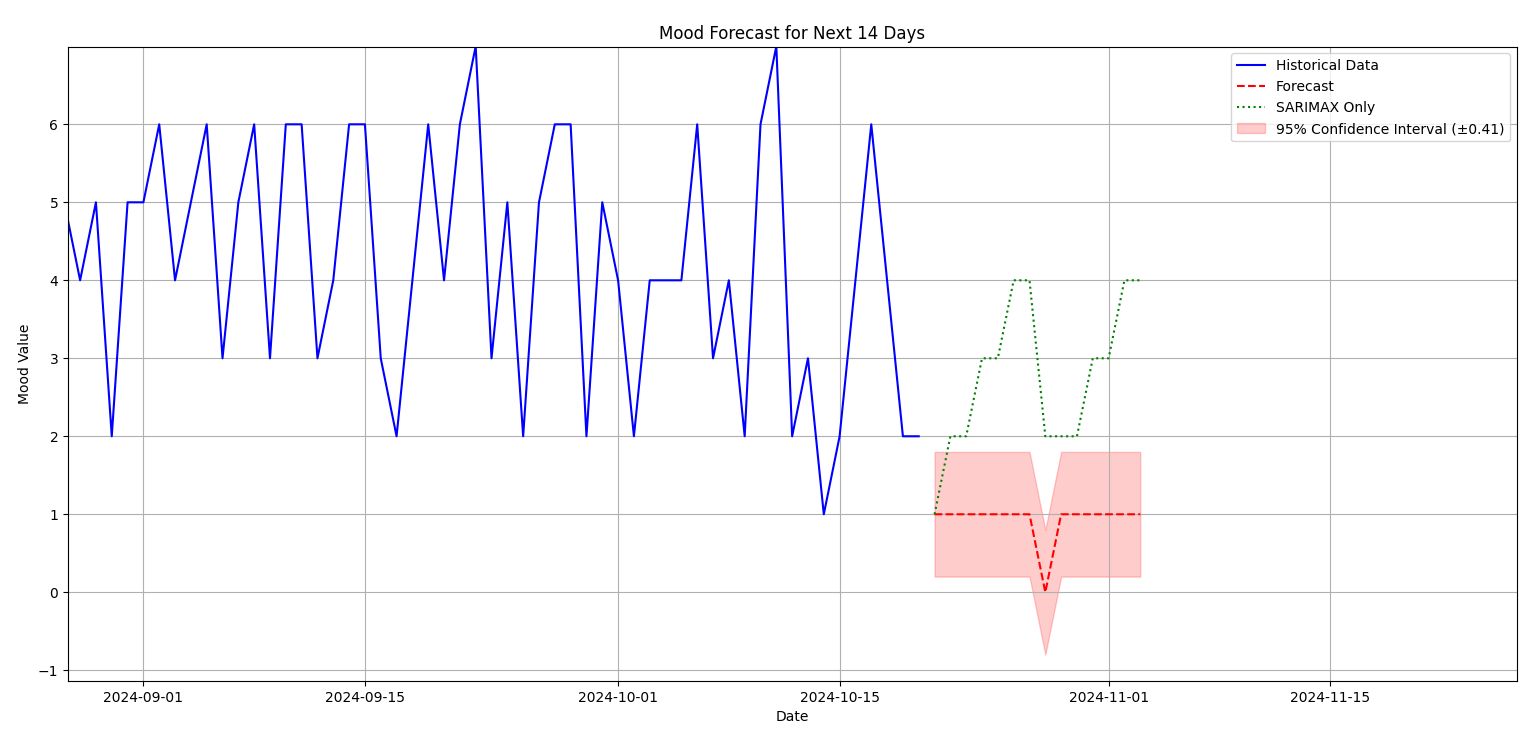 Mood Forecast for Next 14 Days
Historical Data
Forecast
SARIMAX Only
95% Confidence Interval (±0.41)
Mood Value
6
5
4
3
2
1
0
−1
2024-09-01
2024-09-15
2024-10-01
2024-10-15
2024-11-01
2024-11-15
Date